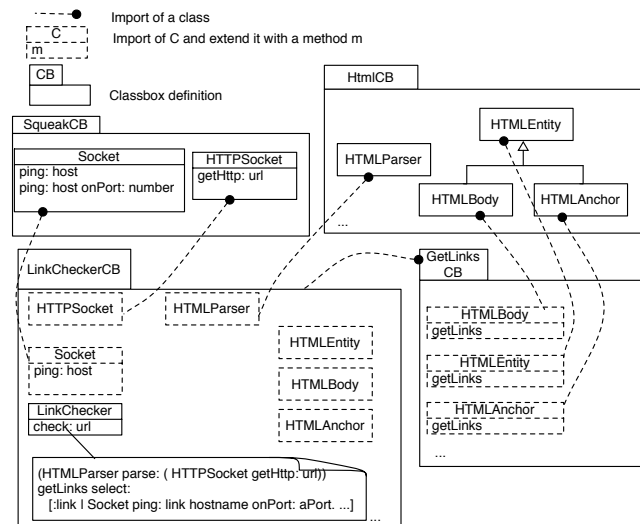 Import of a class
C
m
Import of C and extend it with a method m
CB
Classbox definition
SqueakCB
Socket
ping: host
ping: host onPort: number
HTTPSocket
getHttp: url
HtmlCB
HTMLEntity
HTMLParser
HTMLBody
HTMLAnchor
...
LinkCheckerCB
HTTPSocket
HTMLParser
Socket
ping: host
HTMLEntity
HTMLBody
HTMLAnchor
LinkChecker
check: url
(HTMLParser parse: ( HTTPSocket getHttp: url))
getLinks select:
[:link | Socket ping: link hostname onPort: aPort. ...]
...
GetLinks
CB
HTMLBody
getLinks
HTMLEntity
getLinks
HTMLAnchor
getLinks
...